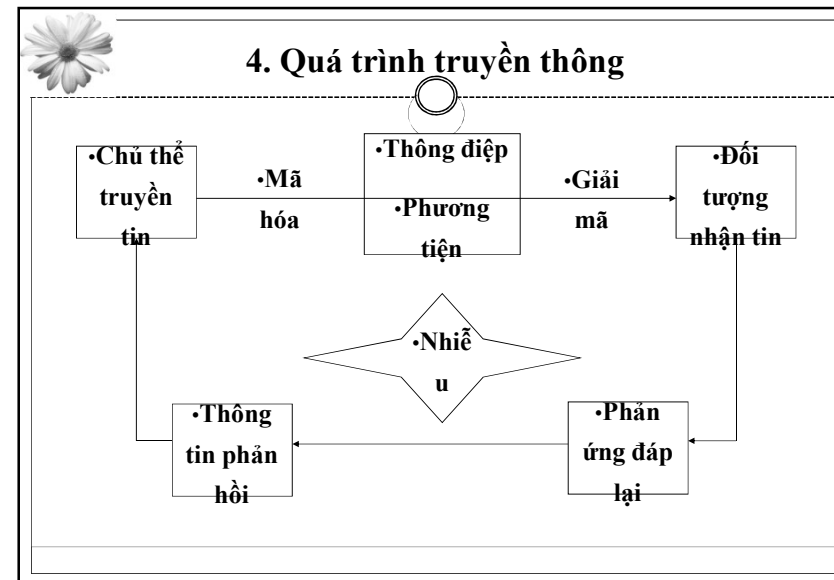 4. Quá trình truyền thông
•Chủ thể
truyền
tin
•Mã
hóa
•Thông điệp
•Phương
tiện
•Giải
mã
•Đối
tượng
nhận tin
•Nhiễ
u
•Thông
tin phản
hồi
•Phản
ứng đáp
lại